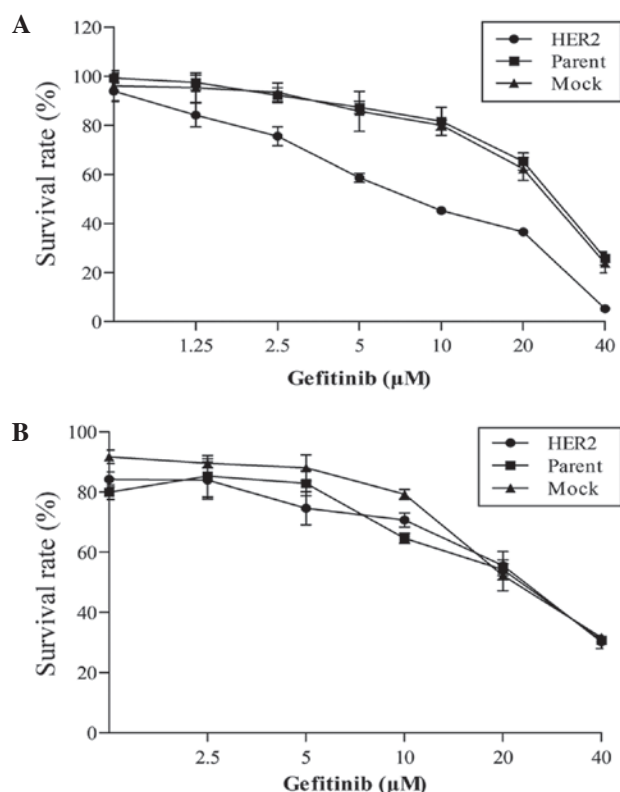 A
120
100
80
60
40
20
0
Survival rate (%)
HER2
Parent
Mock
1.25 2.5 5 10 20 40
Gefitinib (µM)
B
100
80
60
40
20
0
Survival rate (%)
HER2
Parent
Mock
2.5 5 10 20 40
Gefitinib (µM)